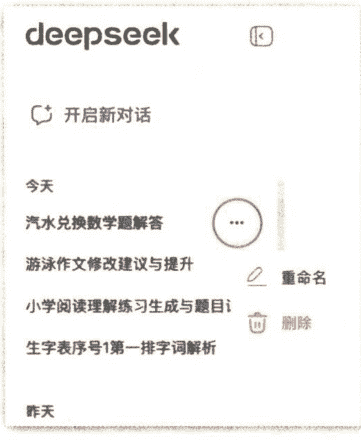 deepseek
开启新对话
今天
汽水兑换数学题解答
游泳作文修改建议与提升
重命名
小学阅读理解练习生成与题目
删除
生字表序号1第一排字词解析
昨天